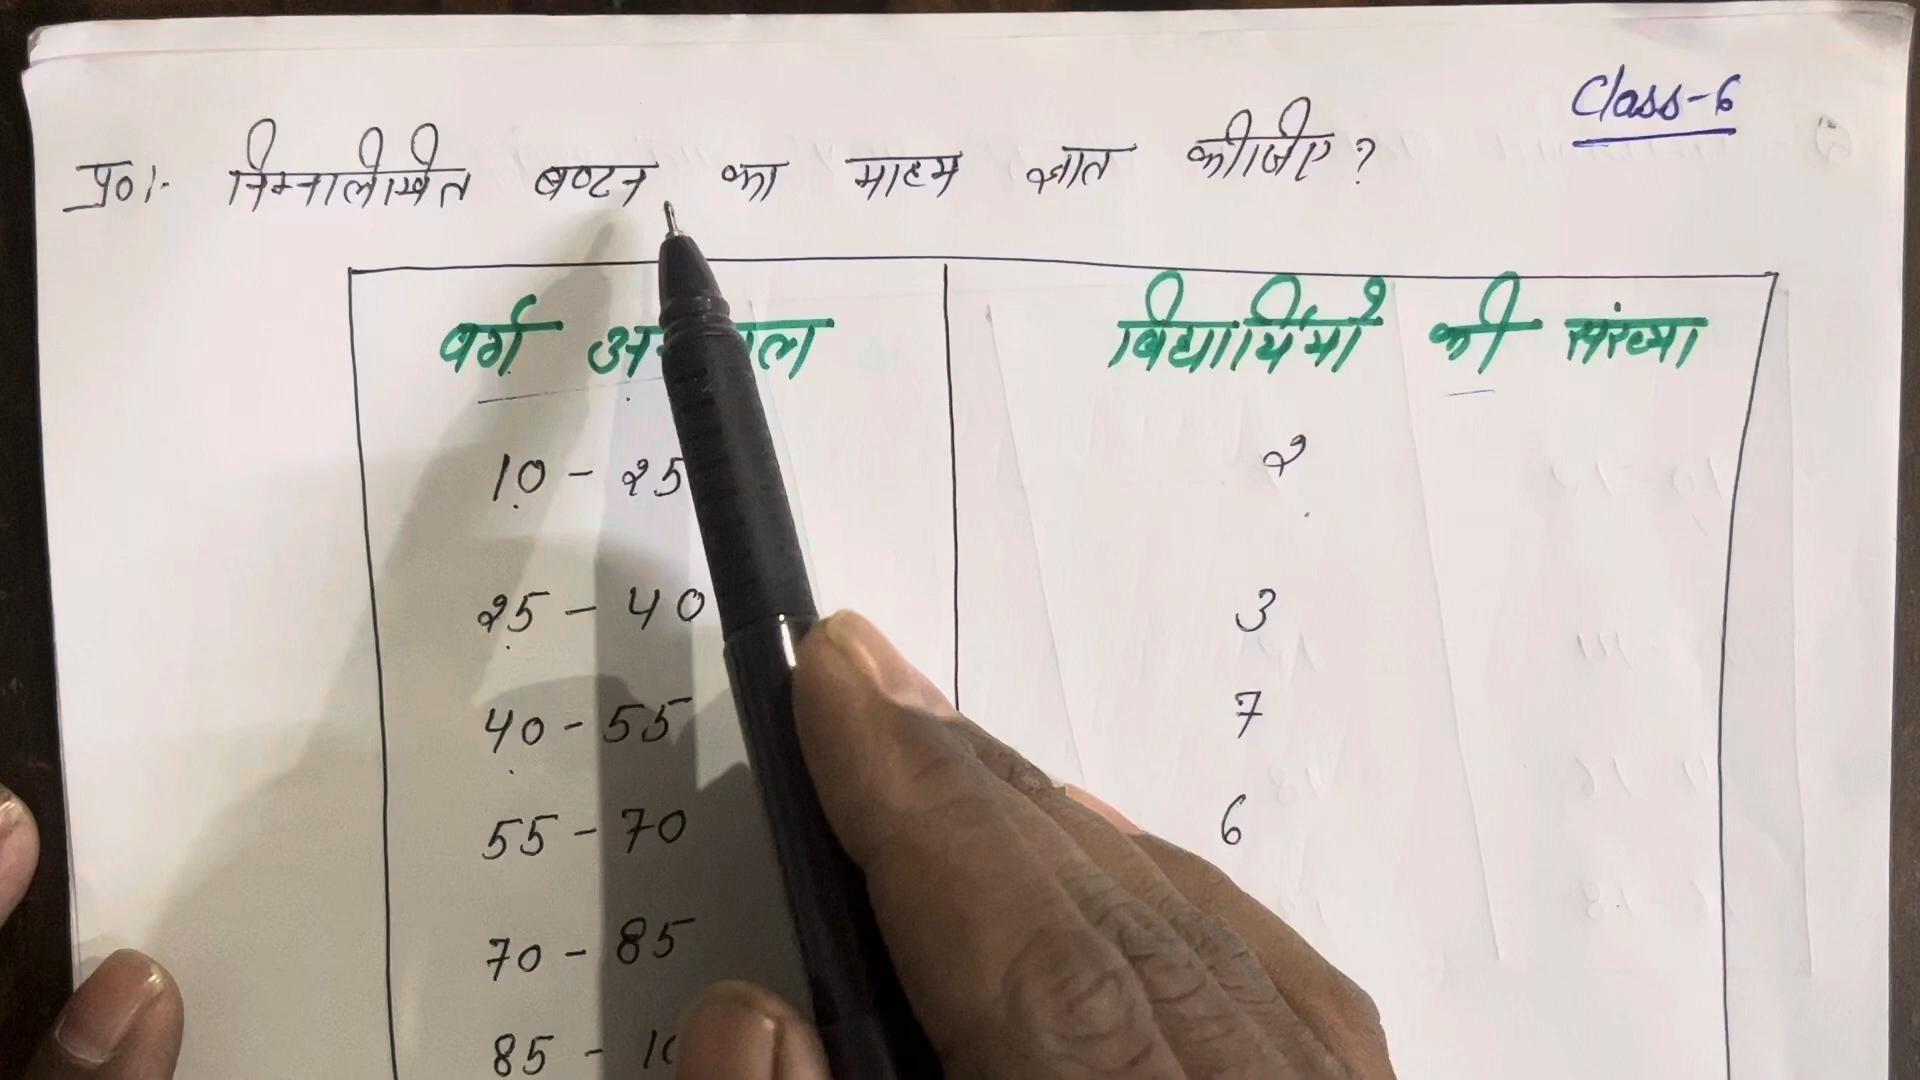 Class-6
प्र०1:- निम्नलिखित बण्टन का माध्य ज्ञात कीजिए?
वर्ग विद्यार्थियों की संख्या
10 - 25 2
25 - 40 3
40 - 55 7
55 - 70 6
70 - 85
85 -